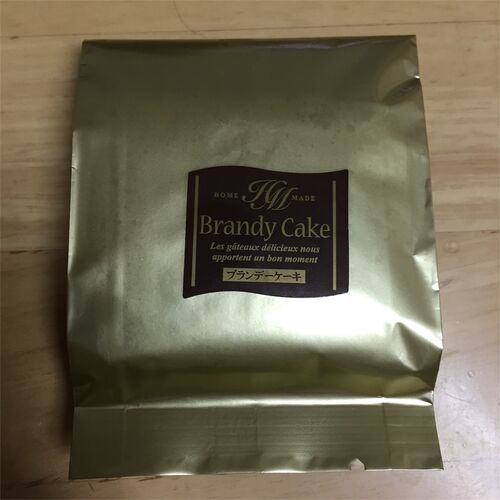 HOME HM MADE
Brandy Cake
Les gâteaux délicieux nous
apportent un bon moment
ブランデーケーキ